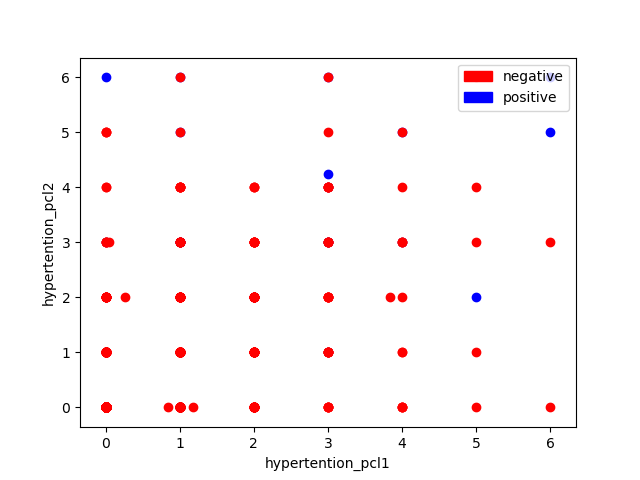 negative
positive
6
5
4
3
2
1
0
hypertention_pcl2
0 1 2 3 4 5 6
hypertention_pcl1